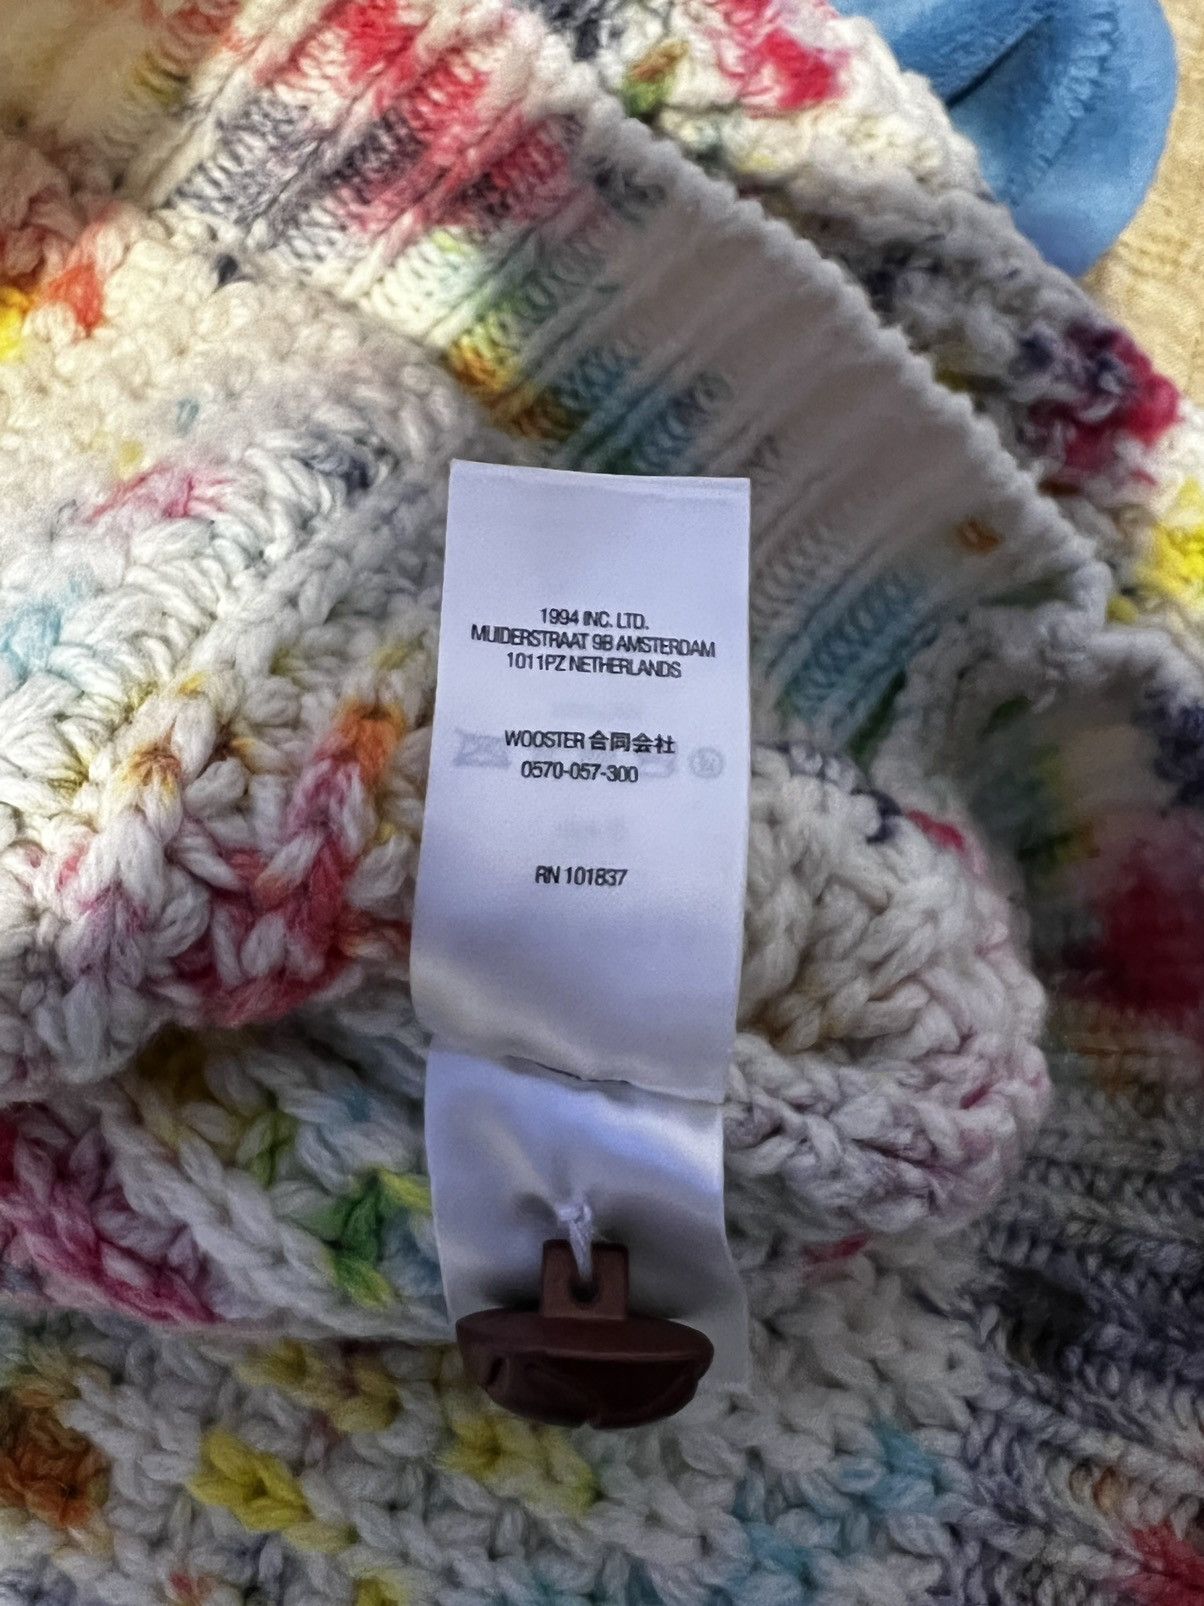 1994 INC. LTD.
MUIDERSTRAAT 9B AMSTERDAM
1011PZ NETHERLANDS
WOOSTER 合同会社
0570-057-300
RN 101837